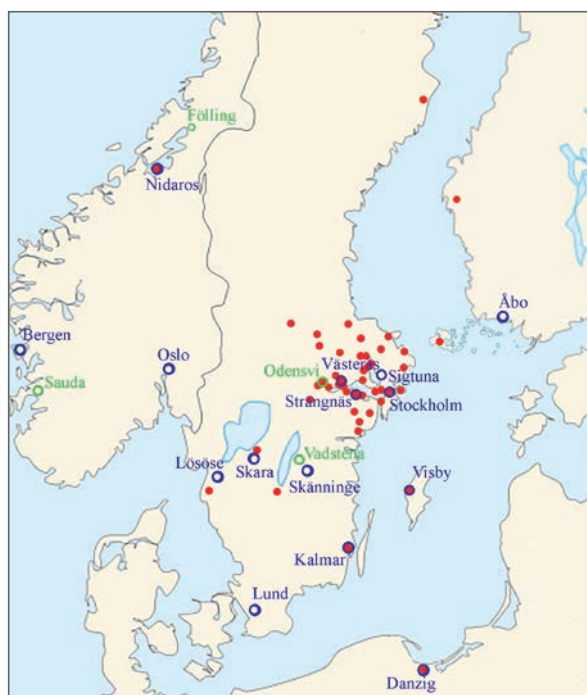 Fölling
Nidaros
Åbo
Bergen
Oslo
Västerås
Odensvi
Sigtuna
Sauda
Strängnäs
Stockholm
Vadstena
Lösöse
Skara
Skänninge
Visby
Kalmar
Lund
Danzig